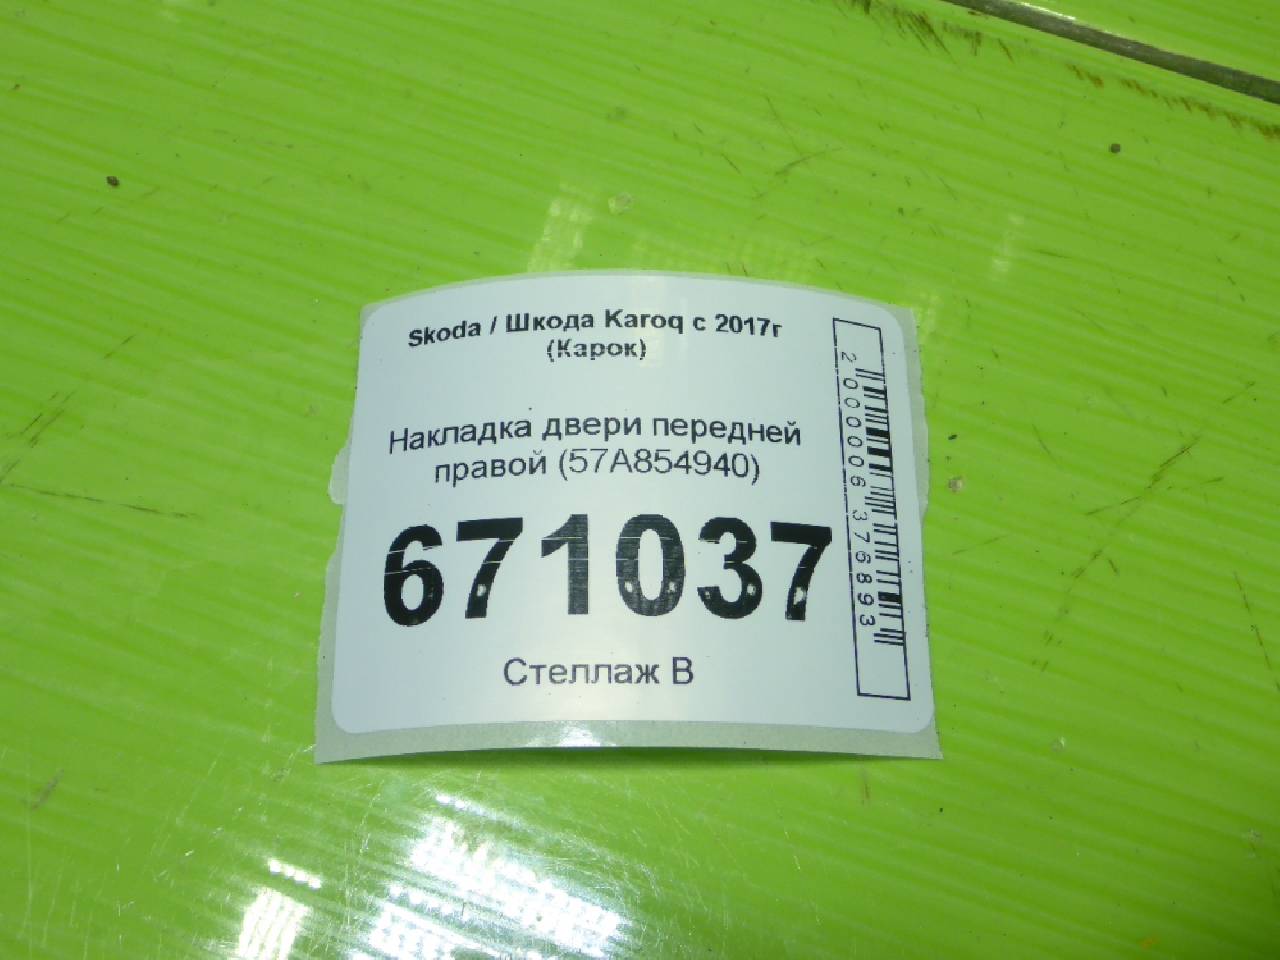 Skoda / Шкода Karoq с 2017г
(Карок)
Накладка двери передней
правой (57A854940)
671037
Стеллаж В
2000006376893